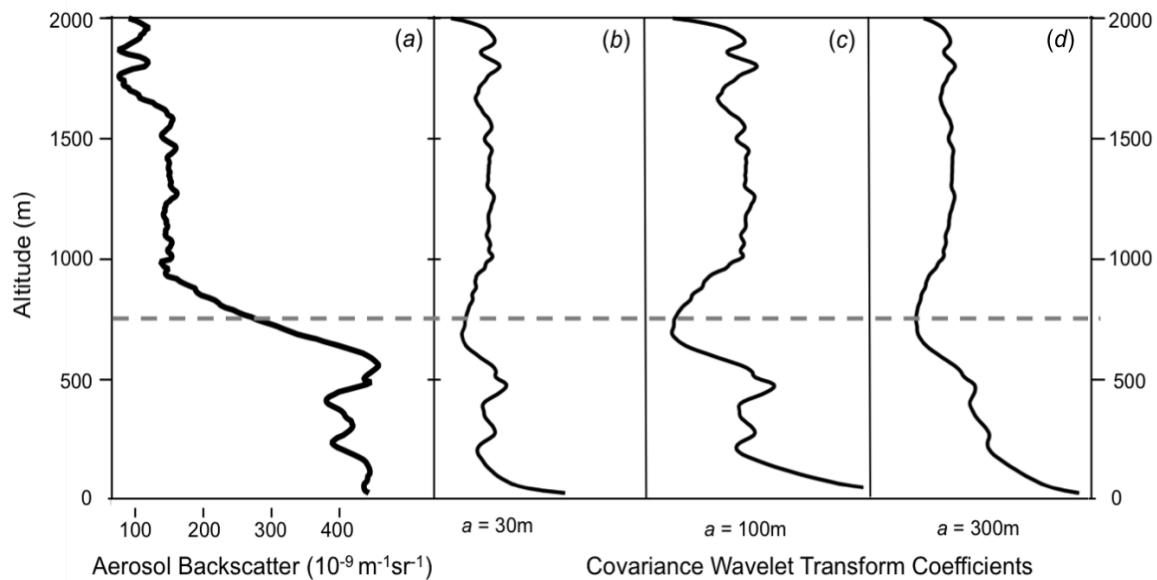 2000 (a) (b) (c) (d) 2000
1500 1500
1000 1000
500 500
0 0
Altitude (m)
100 200 300 400 a = 30m a = 100m a = 300m
Aerosol Backscatter (10⁻⁹ m⁻¹sr⁻¹) Covariance Wavelet Transform Coefficients